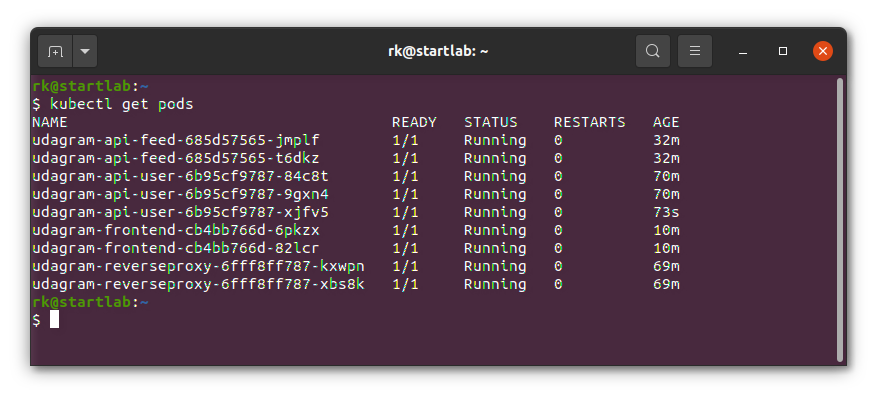 rk@startlab: ~
rk@startlab:~
$ kubectl get pods
NAME READY STATUS RESTARTS AGE
udagram-api-feed-685d57565-jmplf 1/1 Running 0 32m
udagram-api-feed-685d57565-t6dkz 1/1 Running 0 32m
udagram-api-user-6b95cf9787-84c8t 1/1 Running 0 70m
udagram-api-user-6b95cf9787-9gxn4 1/1 Running 0 70m
udagram-api-user-6b95cf9787-xjfv5 1/1 Running 0 73s
udagram-frontend-cb4bb766d-6pkzx 1/1 Running 0 10m
udagram-frontend-cb4bb766d-82lcr 1/1 Running 0 10m
udagram-reverseproxy-6fff8ff787-kxwpn 1/1 Running 0 69m
udagram-reverseproxy-6fff8ff787-xbs8k 1/1 Running 0 69m
rk@startlab:~
$